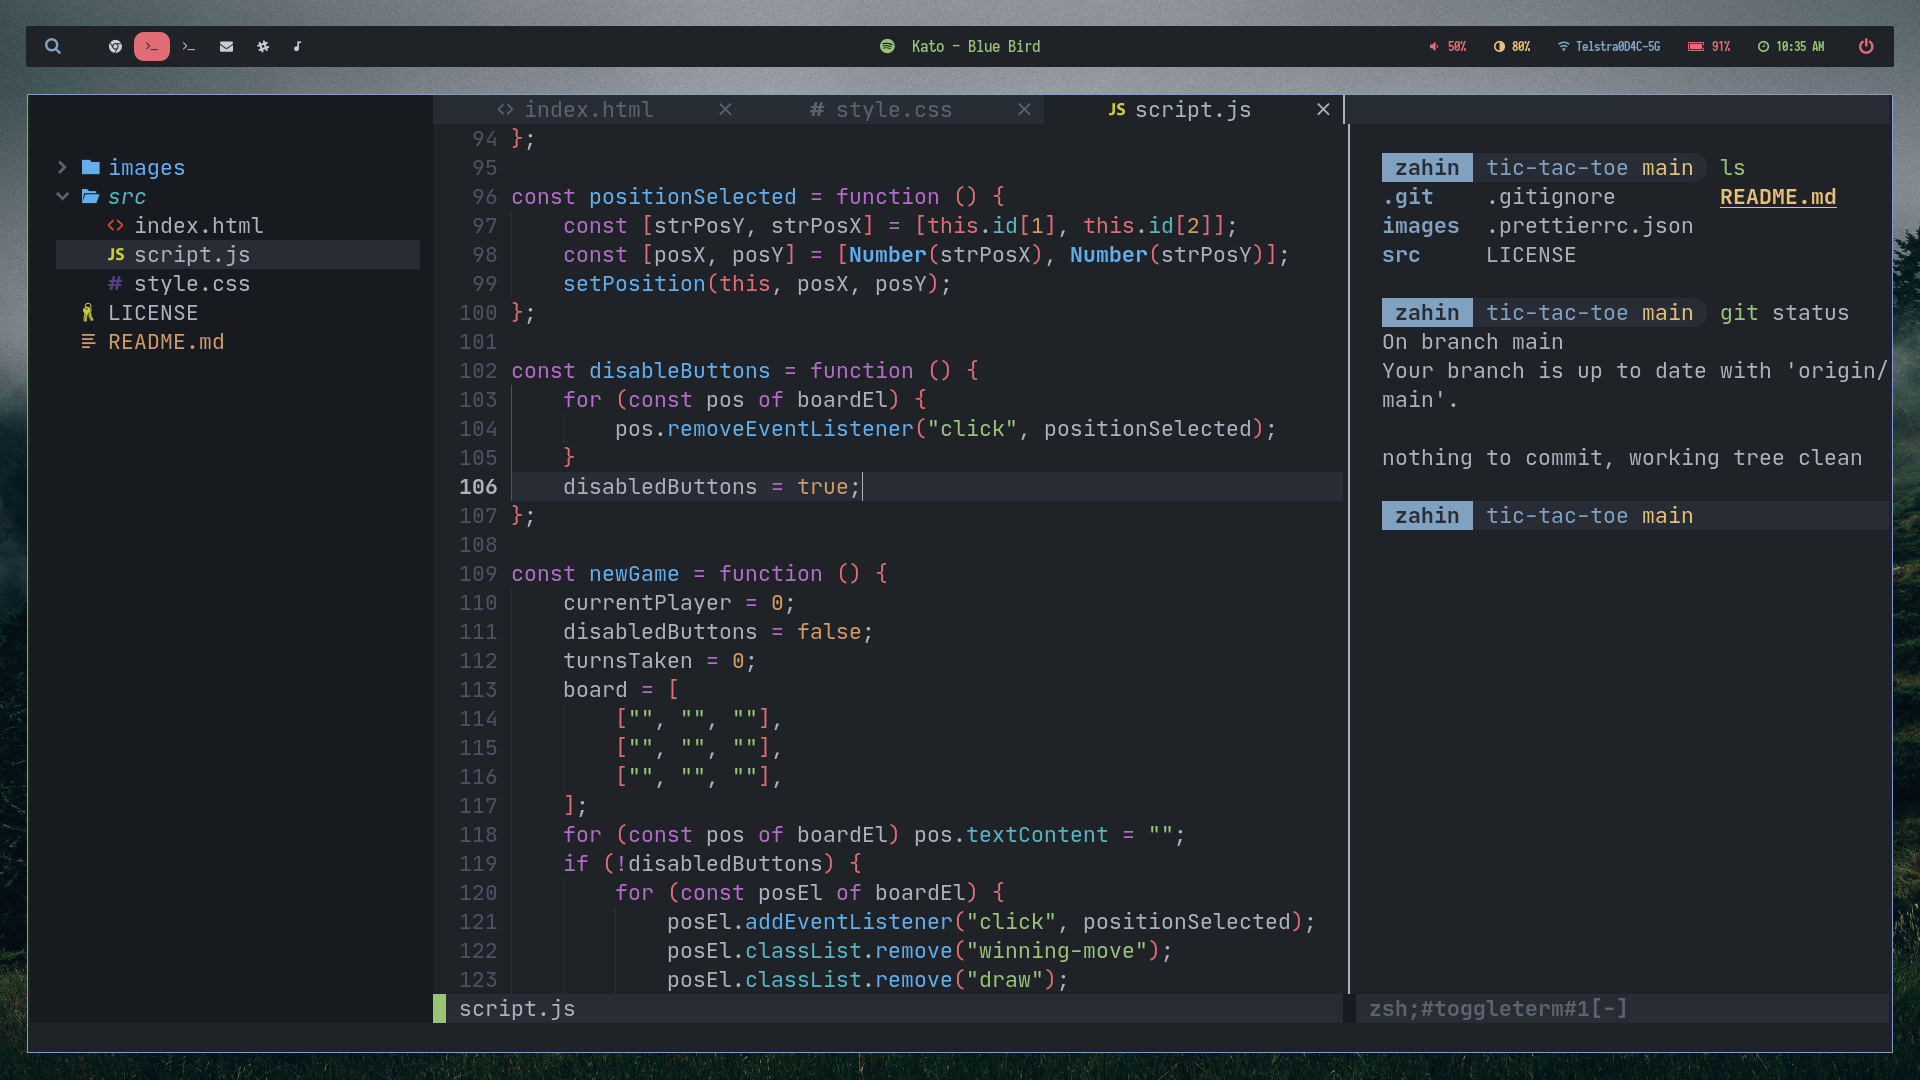 Kato - Blue Bird
50%
80%
Telstra0D4C-5G
91%
10:35 AM
images
src
index.html
JS script.js
# style.css
LICENSE
README.md
<> index.html
# style.css
JS script.js
94 };
95
96 const positionSelected = function () {
97 const [strPosY, strPosX] = [this.id[1], this.id[2]];
98 const [posX, posY] = [Number(strPosX), Number(strPosY)];
99 setPosition(this, posX, posY);
100 };
101
102 const disableButtons = function () {
103 for (const pos of boardEl) {
104 pos.removeEventListener("click", positionSelected);
105 }
106 disabledButtons = true;
107 };
108
109 const newGame = function () {
110 currentPlayer = 0;
111 disabledButtons = false;
112 turnsTaken = 0;
113 board = [
114 ["", "", ""],
115 ["", "", ""],
116 ["", "", ""],
117 ];
118 for (const pos of boardEl) pos.textContent = "";
119 if (!disabledButtons) {
120 for (const posEl of boardEl) {
121 posEl.addEventListener("click", positionSelected);
122 posEl.classList.remove("winning-move");
123 posEl.classList.remove("draw");
script.js
zahin tic-tac-toe main ls
.git .gitignore README.md
images .prettierrc.json
src LICENSE
zahin tic-tac-toe main git status
On branch main
Your branch is up to date with 'origin/
main'.
nothing to commit, working tree clean
zahin tic-tac-toe main
zsh;#toggleterm#1[-]